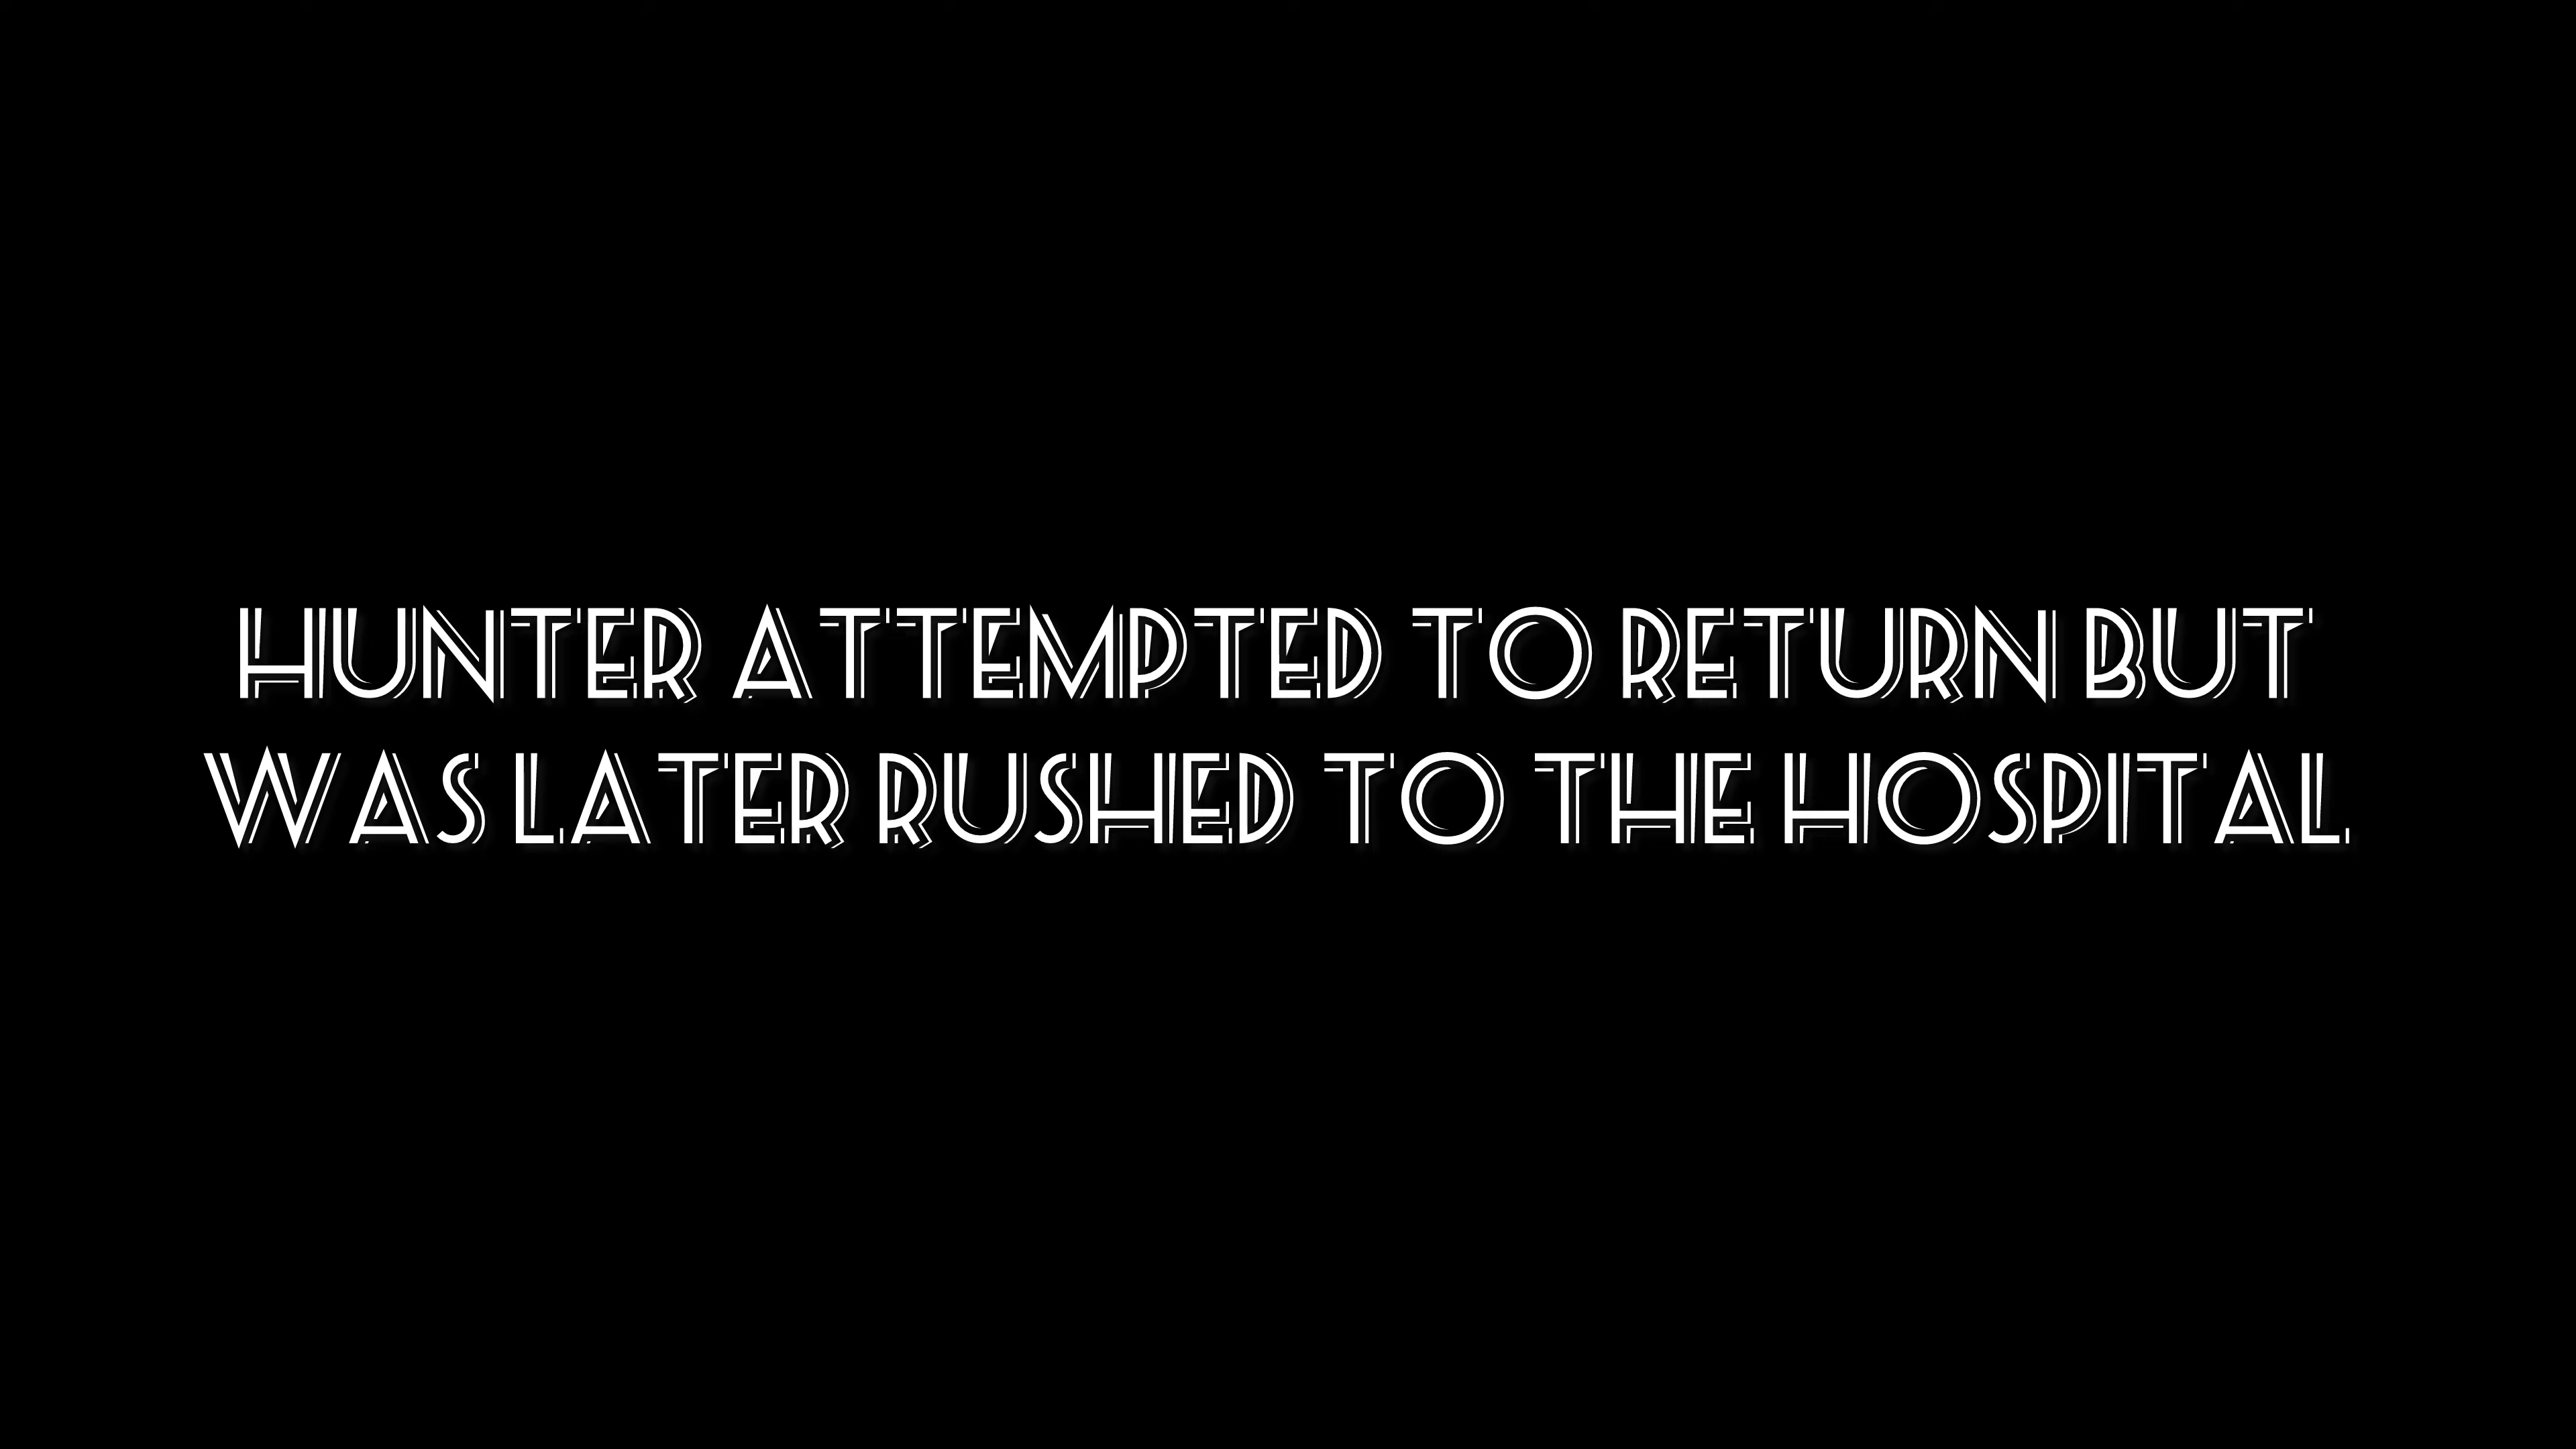 HUNTER ATTEMPTED TO RETURN BUT
WAS LATER RUSHED TO THE HOSPITAL